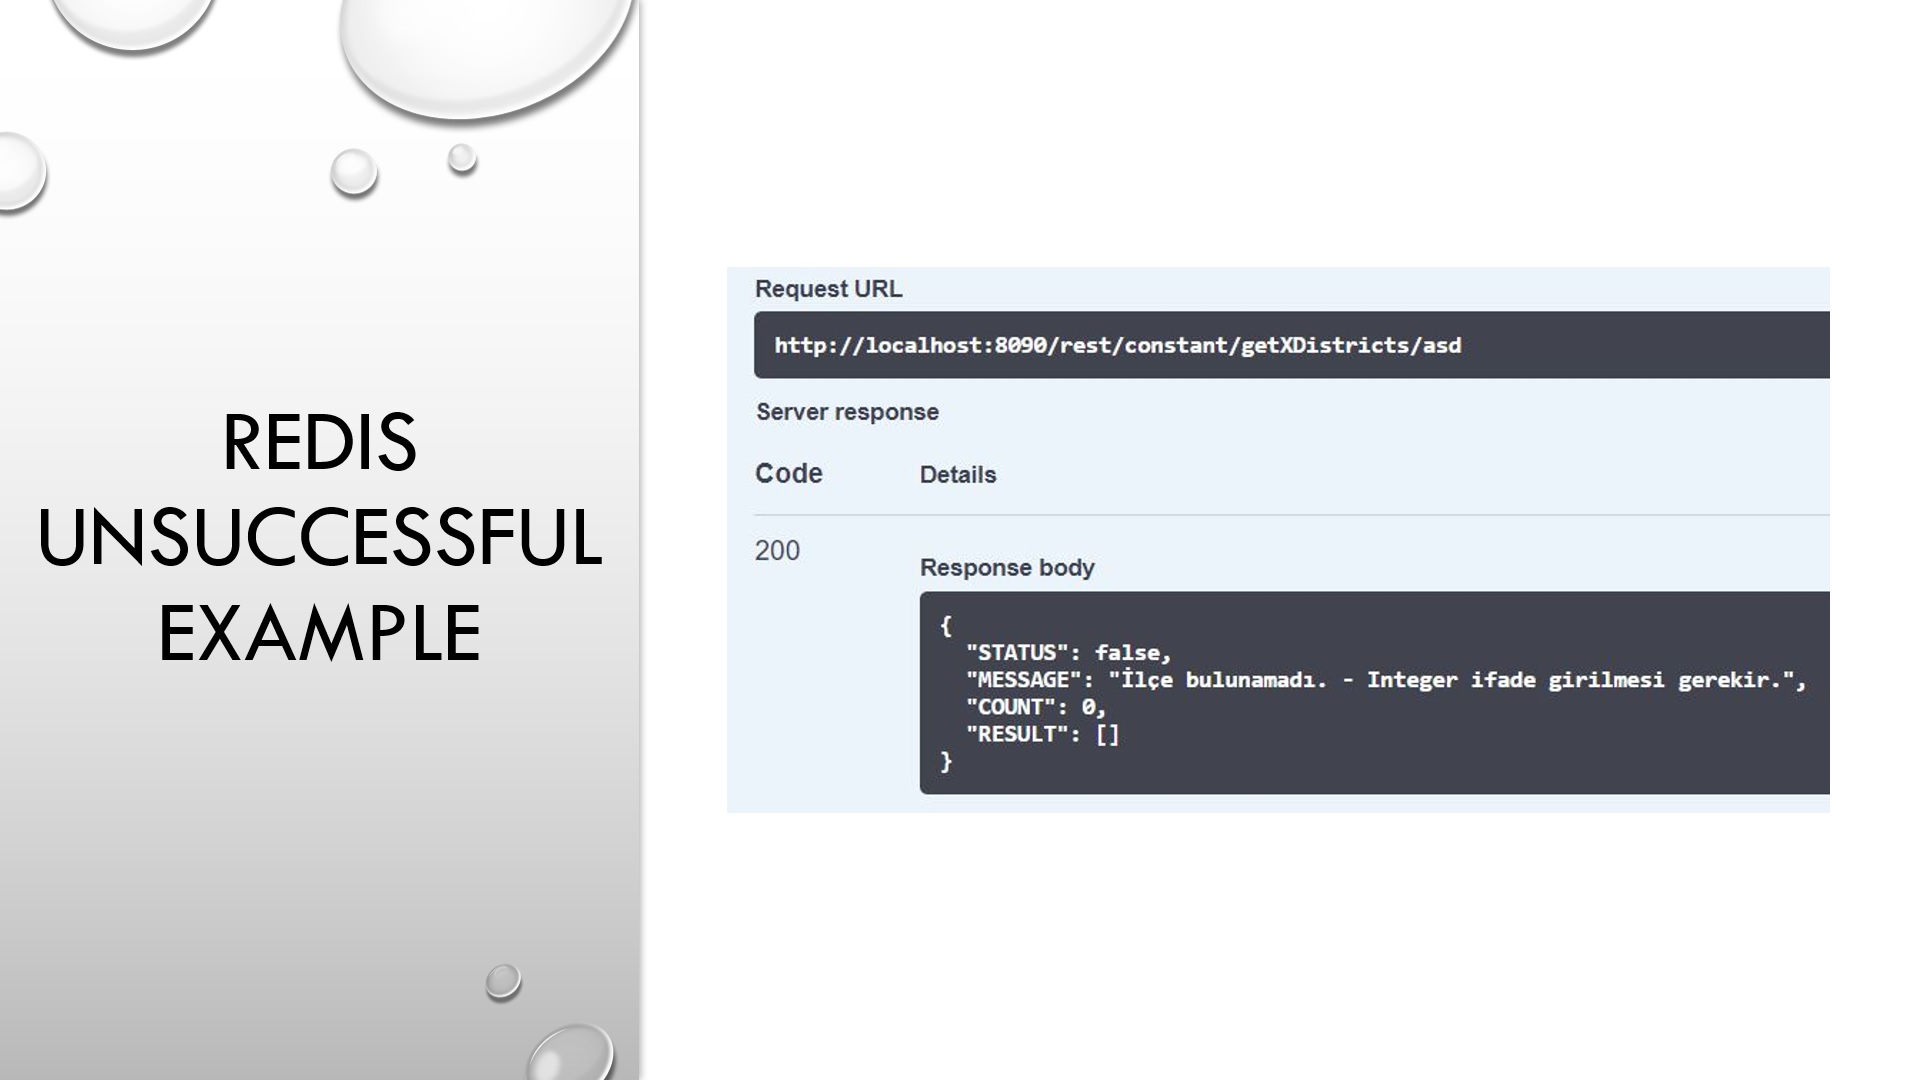 REDIS
UNSUCCESSFUL
EXAMPLE
Request URL
http://localhost:8090/rest/constant/getXDistricts/asd
Server response
Code Details
200
Response body
{
"STATUS": false,
"MESSAGE": "İlçe bulunamadı. - Integer ifade girilmesi gerekir.",
"COUNT": 0,
"RESULT": []
}